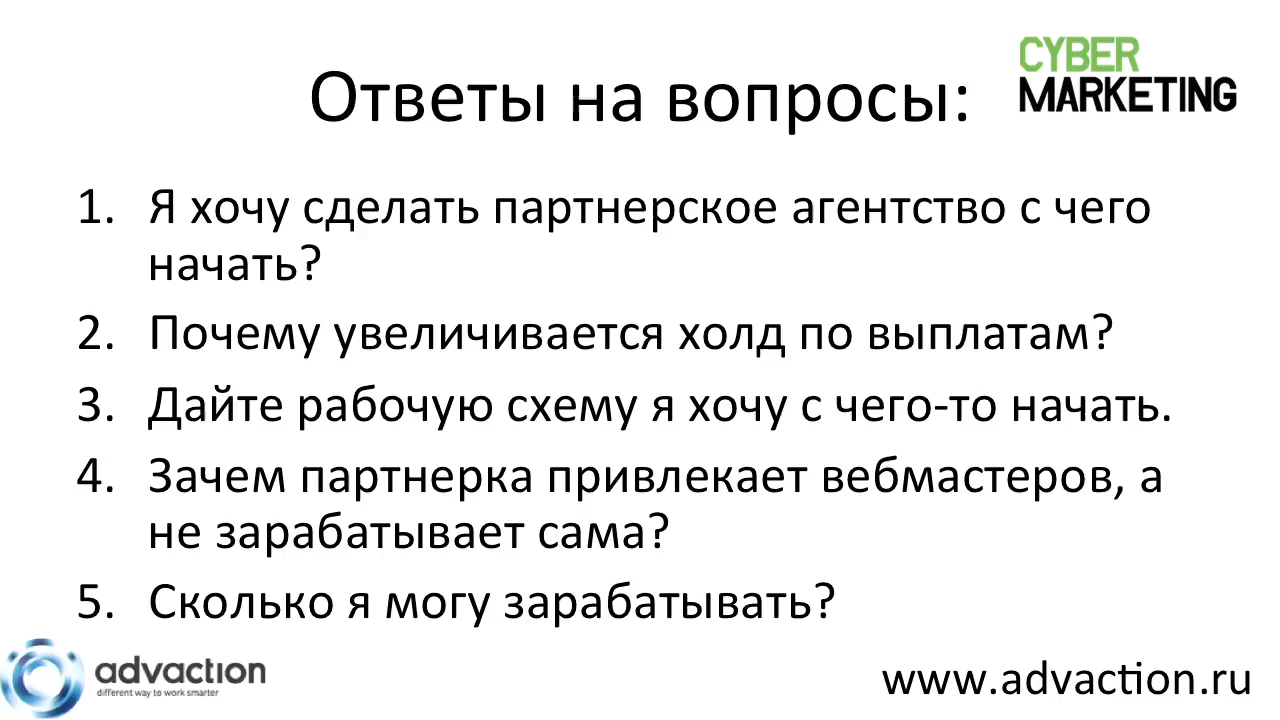 CYBER
MARKETING
Ответы на вопросы:
1. Я хочу сделать партнерское агентство с чего
начать?
2. Почему увеличивается холд по выплатам?
3. Дайте рабочую схему я хочу с чего-то начать.
4. Зачем партнерка привлекает вебмастеров, а
не зарабатывает сама?
5. Сколько я могу зарабатывать?
advaction
different way to work smarter
www.advaction.ru